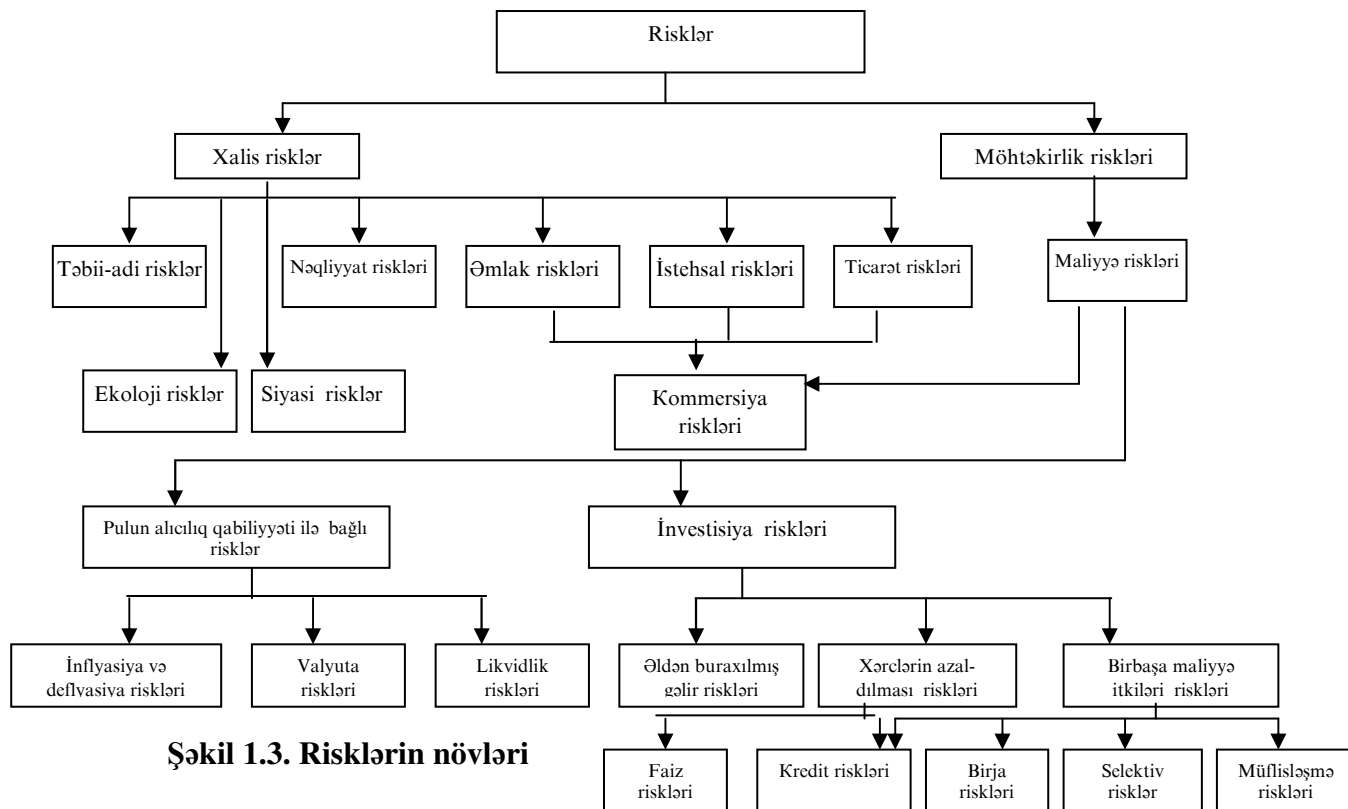 Risklər
Xalis risklər
Möhtəkirlik riskləri
Təbii-adi risklər
Nəqliyyat riskləri
Əmlak riskləri
İstehsal riskləri
Ticarət riskləri
Maliyyə riskləri
Ekoloji risklər
Siyasi risklər
Kommersiya
riskləri
Pulun alıcılıq qabiliyyəti ilə bağlı
risklər
İnvestisiya riskləri
İnflyasiya və
deflyasiya riskləri
Valyuta
riskləri
Likvidlik
riskləri
Əldən buraxılmış
gəlir riskləri
Xərclərin azal-
dılması riskləri
Birbaşa maliyyə
itkiləri riskləri
Şəkil 1.3. Risklərin növləri
Faiz
riskləri
Kredit riskləri
Birja
riskləri
Selektiv
risklər
Müflisləşmə
riskləri